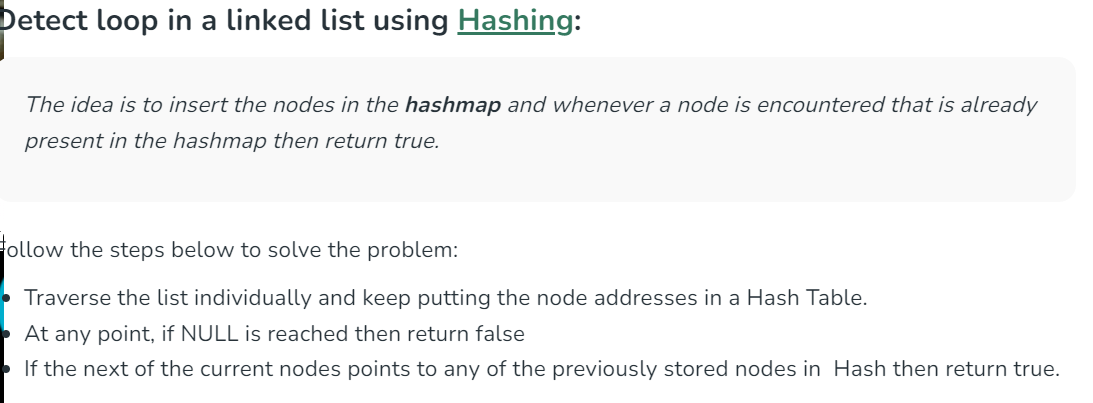 Detect loop in a linked list using Hashing:
The idea is to insert the nodes in the hashmap and whenever a node is encountered that is already
present in the hashmap then return true.
Follow the steps below to solve the problem:
• Traverse the list individually and keep putting the node addresses in a Hash Table.
• At any point, if NULL is reached then return false
• If the next of the current nodes points to any of the previously stored nodes in  Hash then return true.